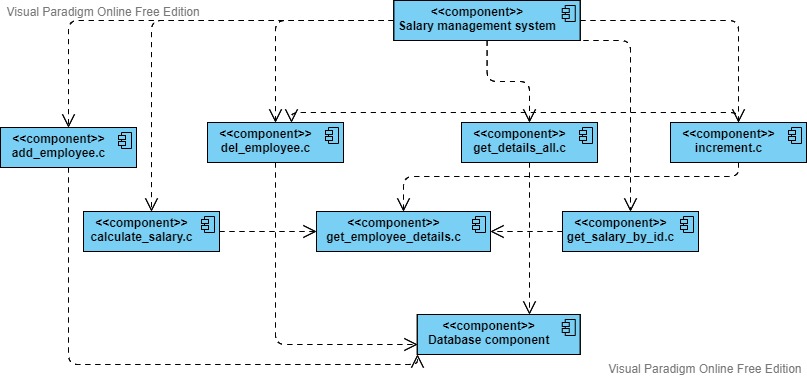 Visual Paradigm Online Free Edition
<<component>>
Salary management system
<<component>>
add_employee.c
<<component>>
del_employee.c
<<component>>
get_details_all.c
<<component>>
increment.c
<<component>>
calculate_salary.c
<<component>>
get_employee_details.c
<<component>>
get_salary_by_id.c
<<component>>
Database component
Visual Paradigm Online Free Edition